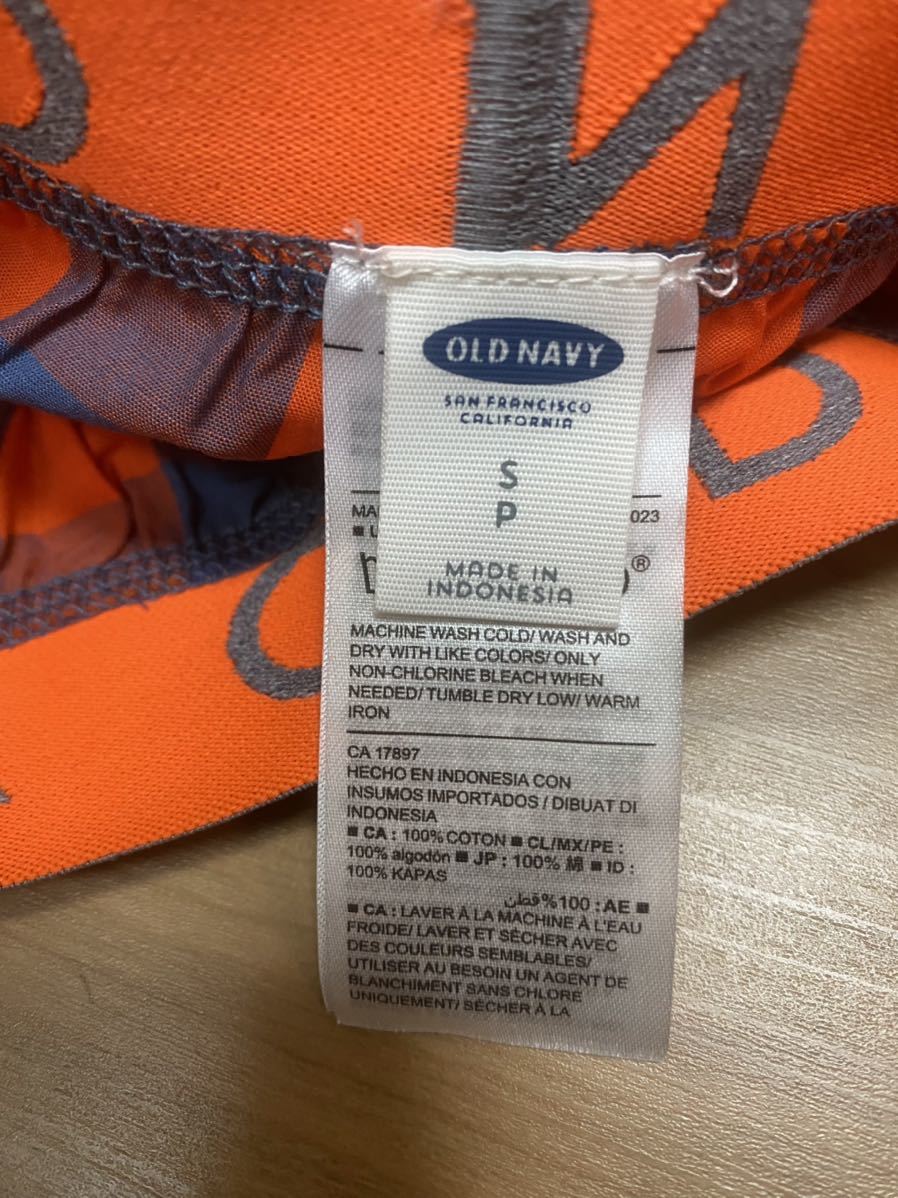 OLD NAVY
SAN FRANCISCO
CALIFORNIA
S
P
MADE IN
INDONESIA
023
®
MACHINE WASH COLD/ WASH AND
DRY WITH LIKE COLORS/ ONLY
NON-CHLORINE BLEACH WHEN
NEEDED/ TUMBLE DRY LOW/ WARM
IRON
CA 17897
HECHO EN INDONESIA CON
INSUMOS IMPORTADOS / DIBUAT DI
INDONESIA
■ CA : 100% COTON ■ CL/MX/PE :
100% algodón ■ JP : 100% 綿 ■ ID :
100% KAPAS
■ AE: 100% قطن
■ CA : LAVER À LA MACHINE À L'EAU
FROIDE/ LAVER ET SÉCHER AVEC
DES COULEURS SEMBLABLES/
UTILISER AU BESOIN UN AGENT DE
BLANCHIMENT SANS CHLORE
UNIQUEMENT/ SÉCHER À LA